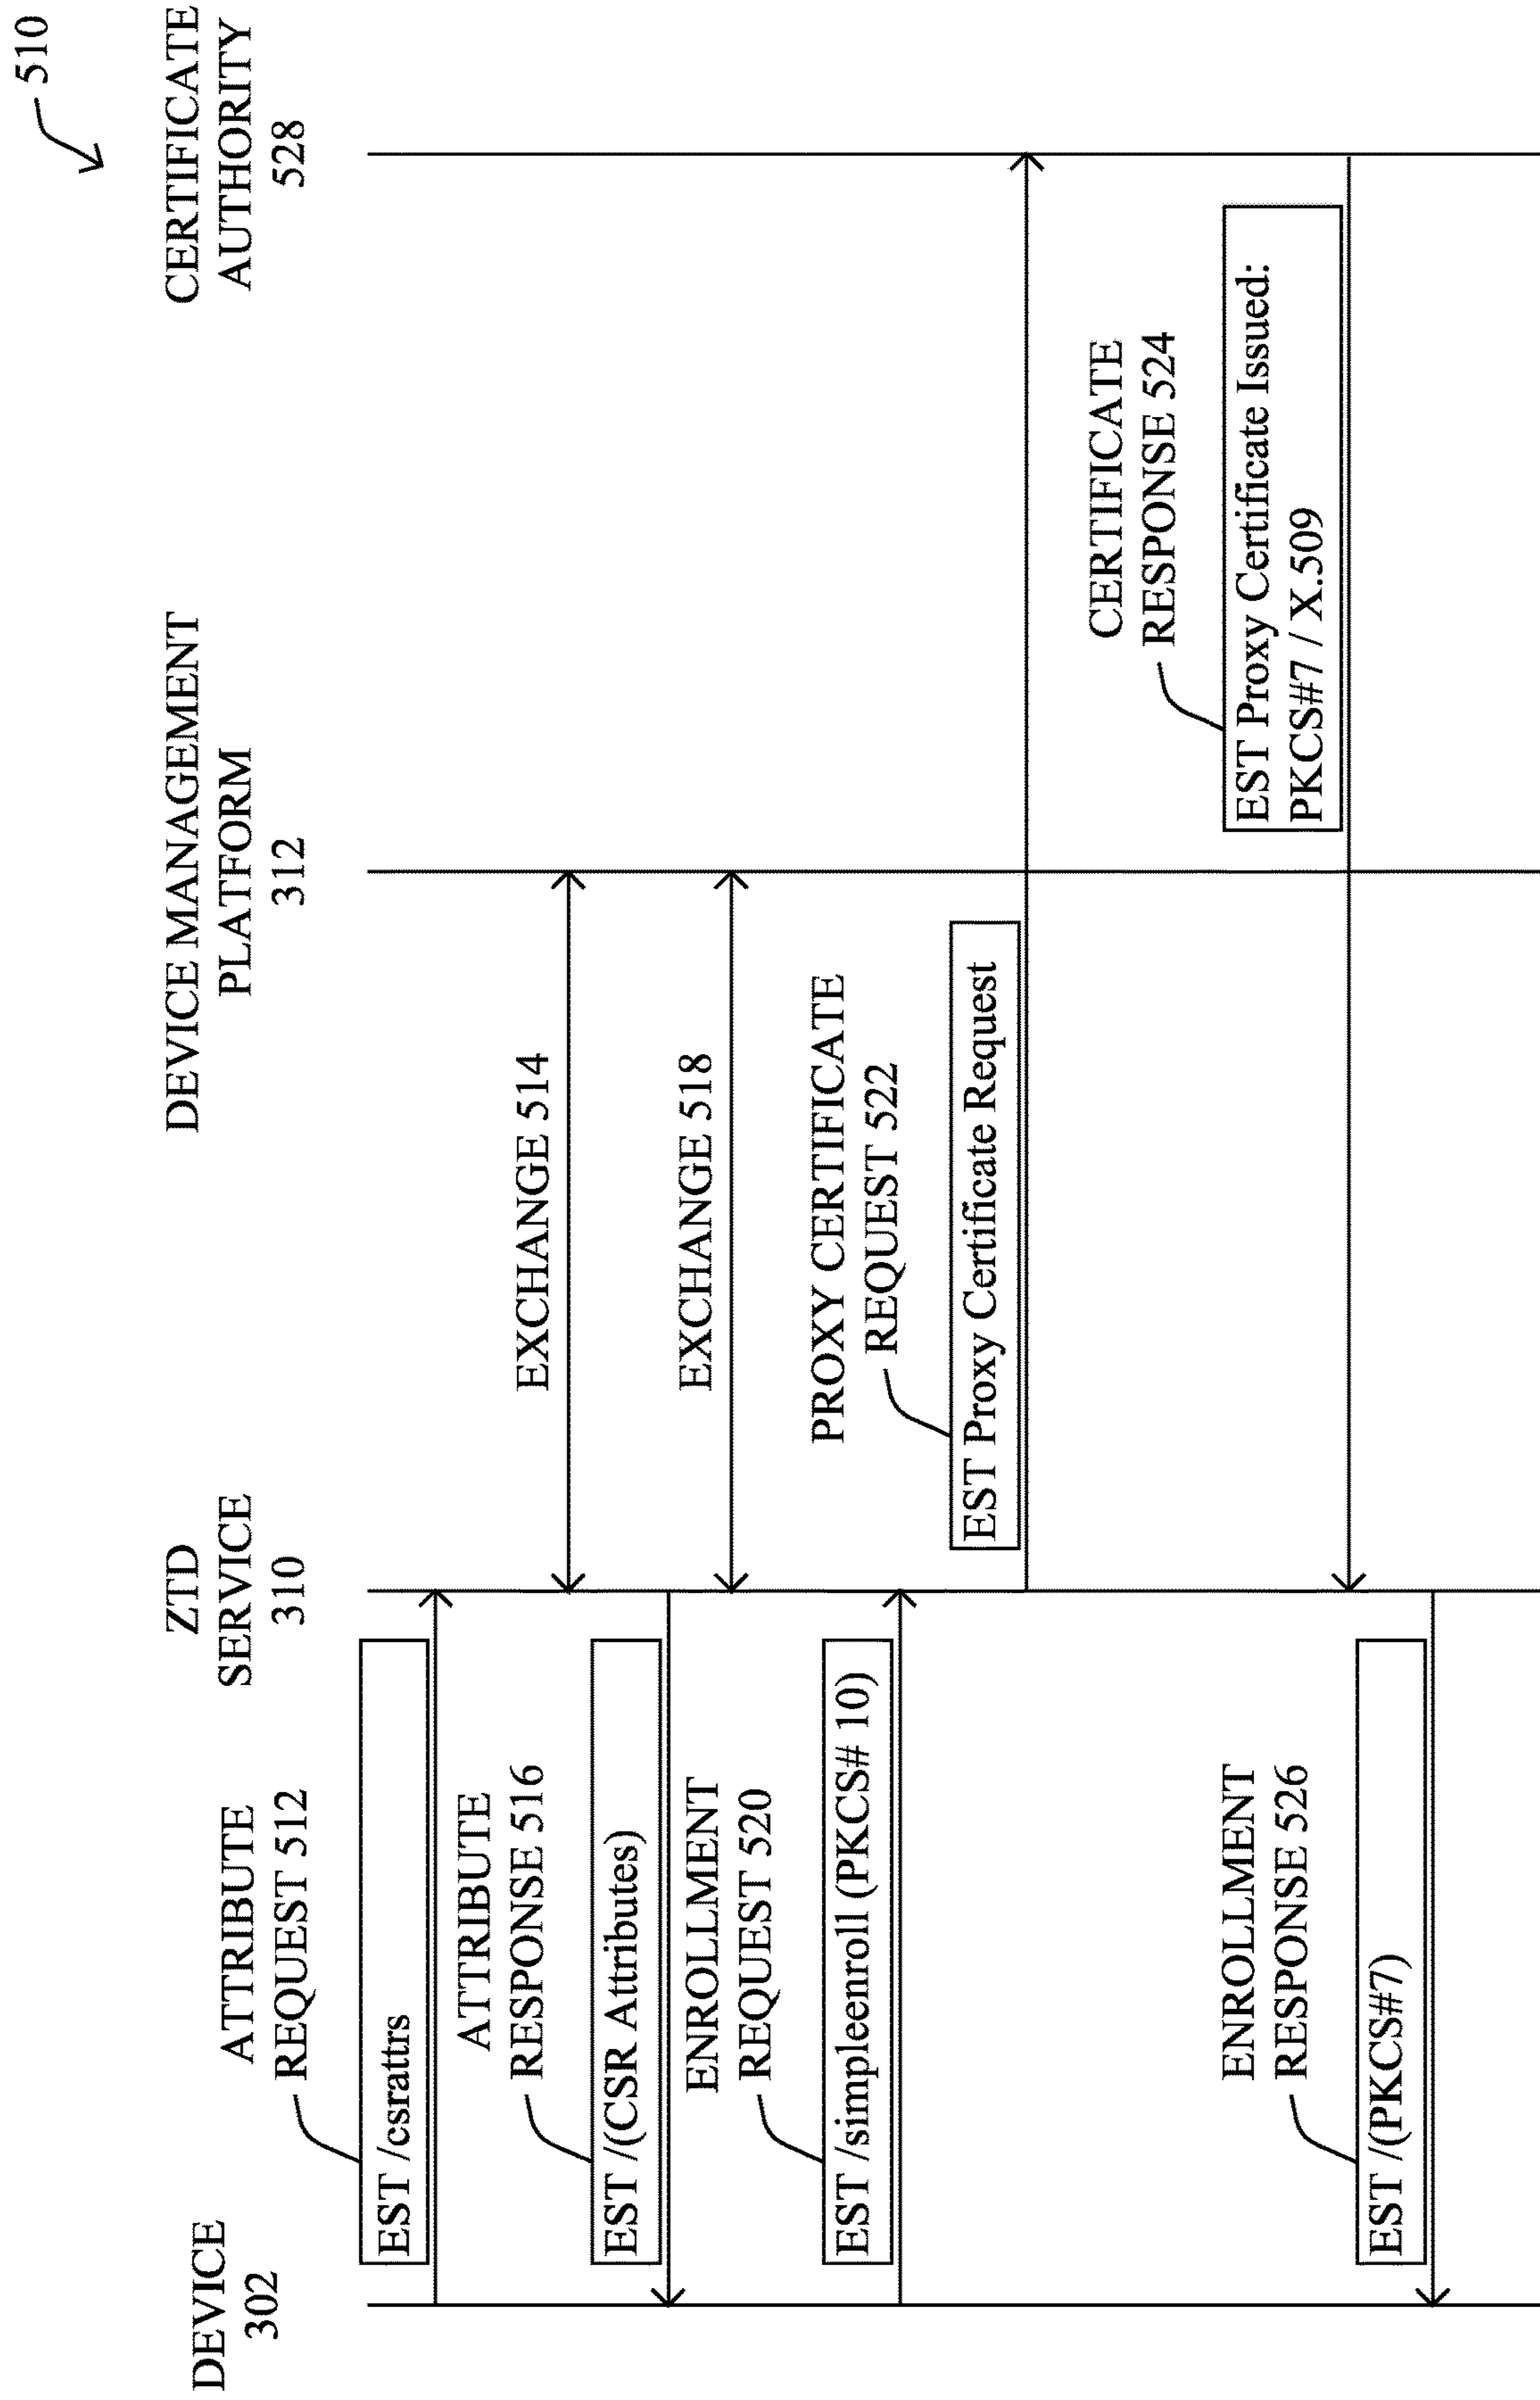 510
DEVICE
302
ZTD
SERVICE
310
DEVICE MANAGEMENT
PLATFORM
312
CERTIFICATE
AUTHORITY
528
ATTRIBUTE
REQUEST 512
EST /csrattrs
EXCHANGE 514
ATTRIBUTE
RESPONSE 516
EST /(CSR Attributes)
EXCHANGE 518
ENROLLMENT
REQUEST 520
EST /simpleenroll (PKCS# 10)
PROXY CERTIFICATE
REQUEST 522
EST Proxy Certificate Request
CERTIFICATE
RESPONSE 524
EST Proxy Certificate Issued:
PKCS#7 / X.509
ENROLLMENT
RESPONSE 526
EST /(PKCS#7)